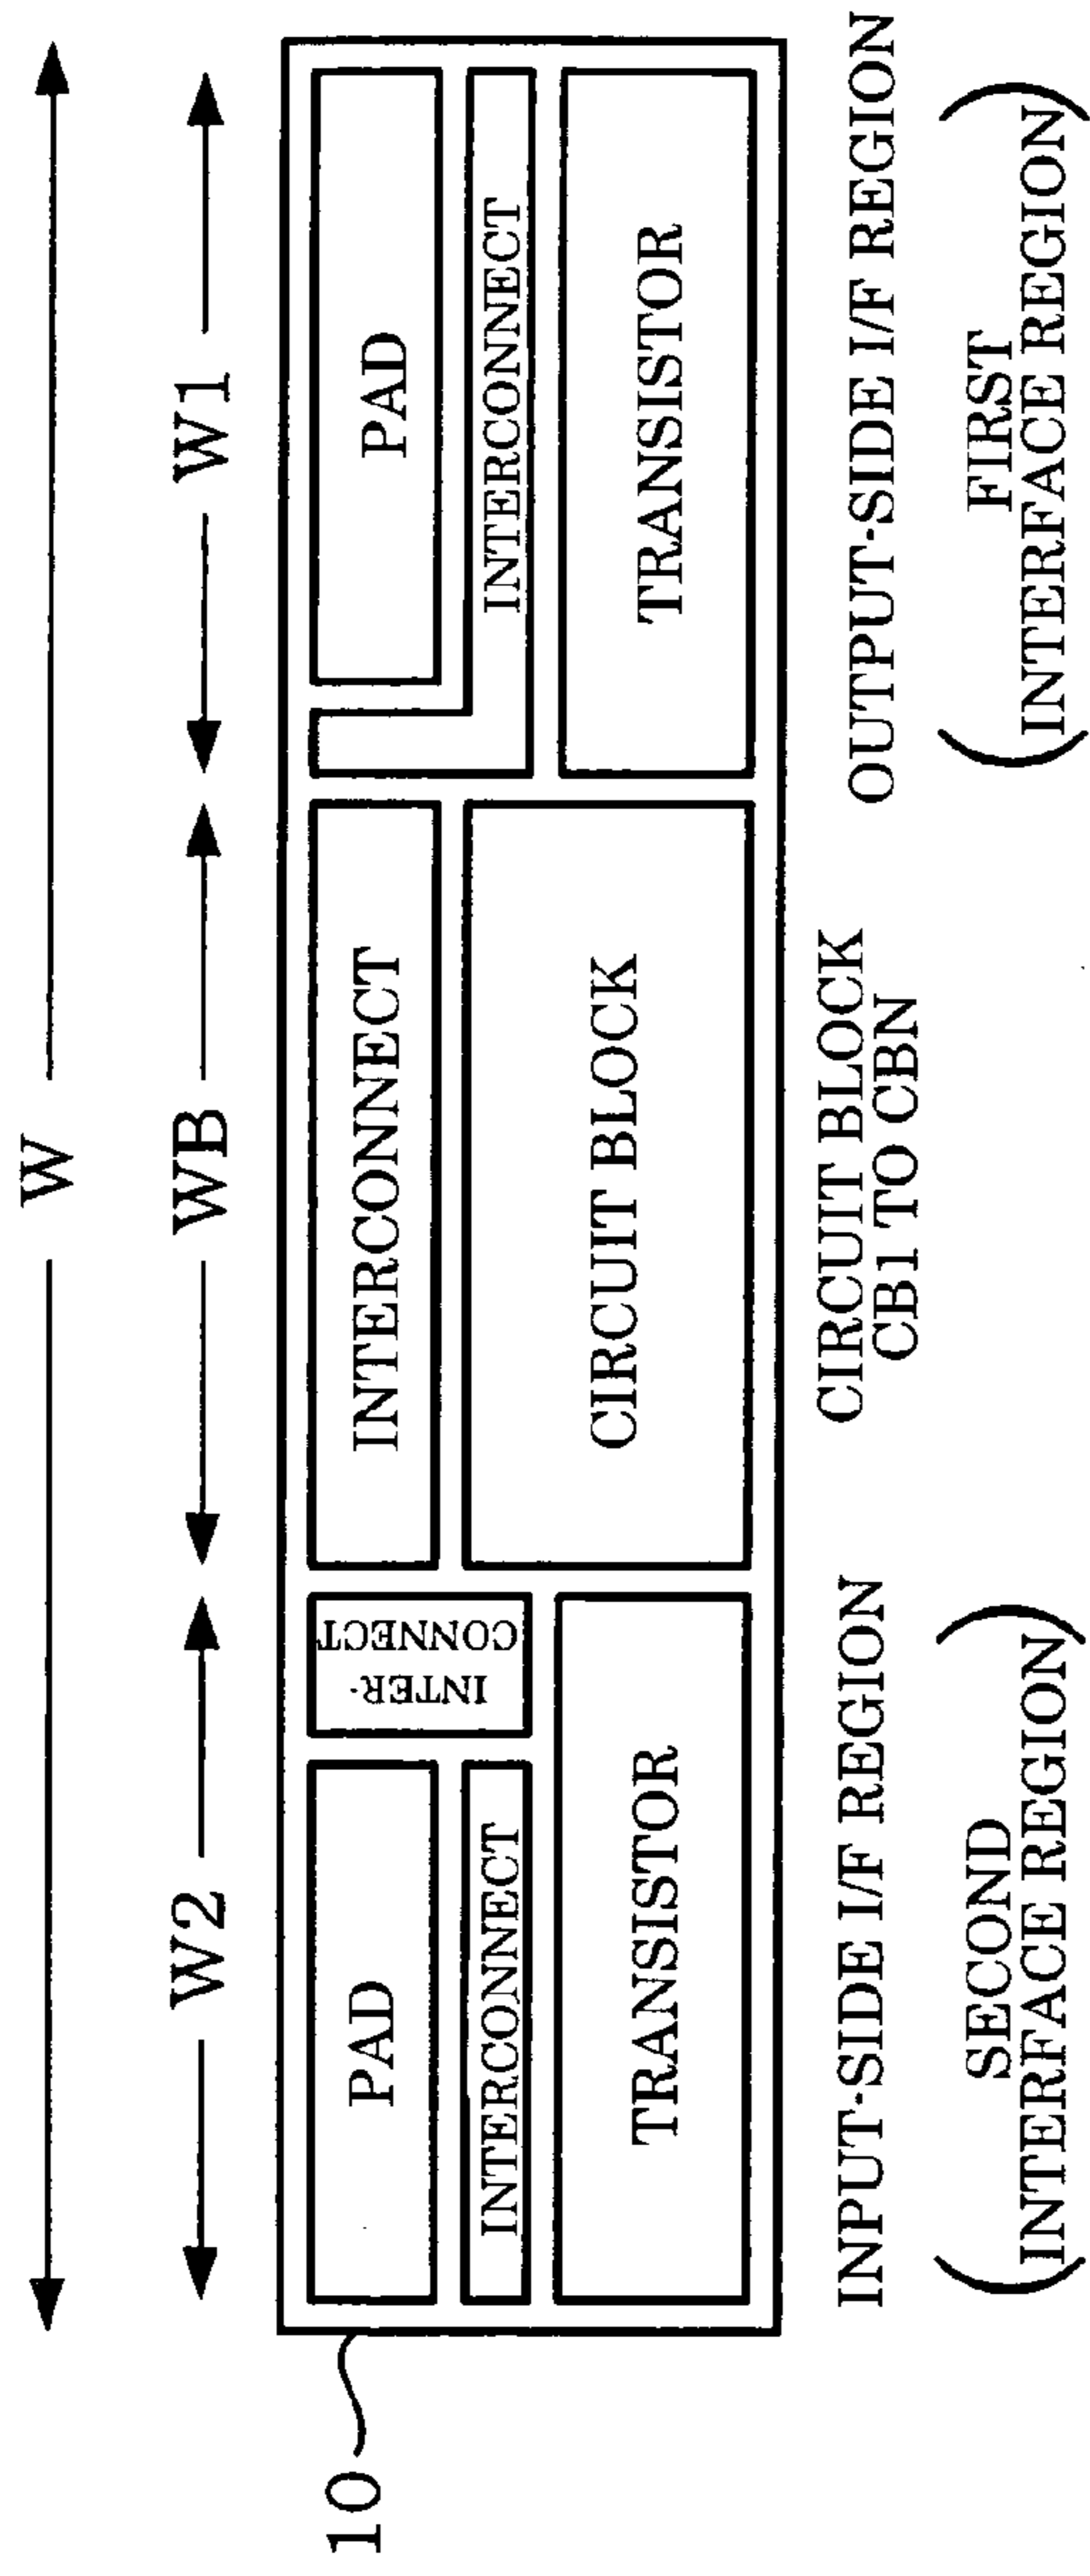 W
W2
WB
W1
10
PAD
INTERCONNECT
INTER-
CONNECT
TRANSISTOR
INTERCONNECT
CIRCUIT BLOCK
PAD
INTERCONNECT
TRANSISTOR
INPUT-SIDE I/F REGION
(SECOND
INTERFACE REGION)
CIRCUIT BLOCK
CB1 TO CBN
OUTPUT-SIDE I/F REGION
(FIRST
INTERFACE REGION)